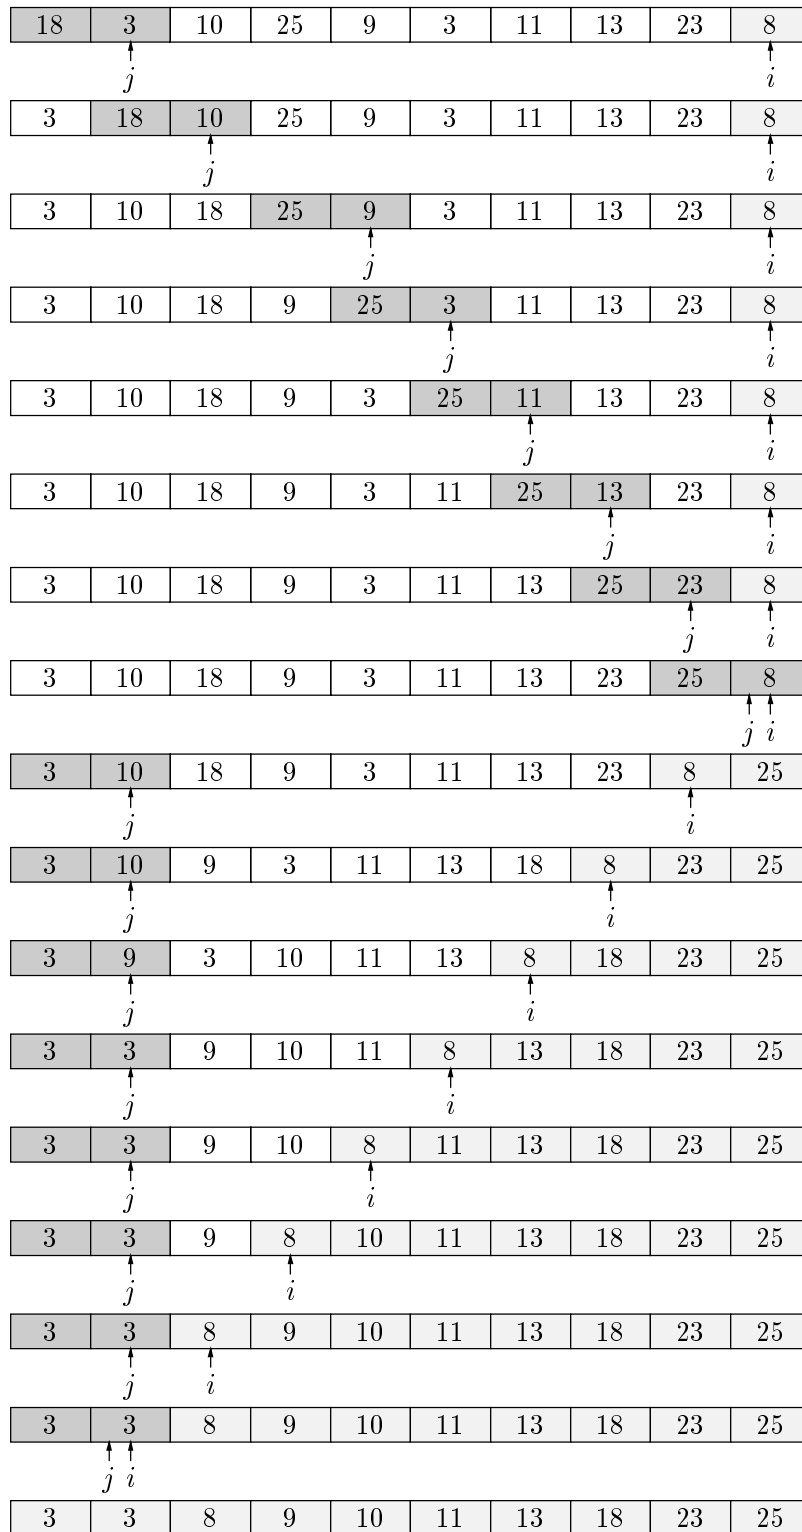 18 3 10 25 9 3 11 13 23 8
j i
3 18 10 25 9 3 11 13 23 8
j i
3 10 18 25 9 3 11 13 23 8
j i
3 10 18 9 25 3 11 13 23 8
j i
3 10 18 9 3 25 11 13 23 8
j i
3 10 18 9 3 11 25 13 23 8
j i
3 10 18 9 3 11 13 25 23 8
j i
3 10 18 9 3 11 13 23 25 8
j i
3 10 18 9 3 11 13 23 8 25
j i
3 10 9 3 11 13 18 8 23 25
j i
3 9 3 10 11 13 8 18 23 25
j i
3 3 9 10 11 8 13 18 23 25
j i
3 3 9 10 8 11 13 18 23 25
j i
3 3 9 8 10 11 13 18 23 25
j i
3 3 8 9 10 11 13 18 23 25
j i
3 3 8 9 10 11 13 18 23 25
j i
3 3 8 9 10 11 13 18 23 25